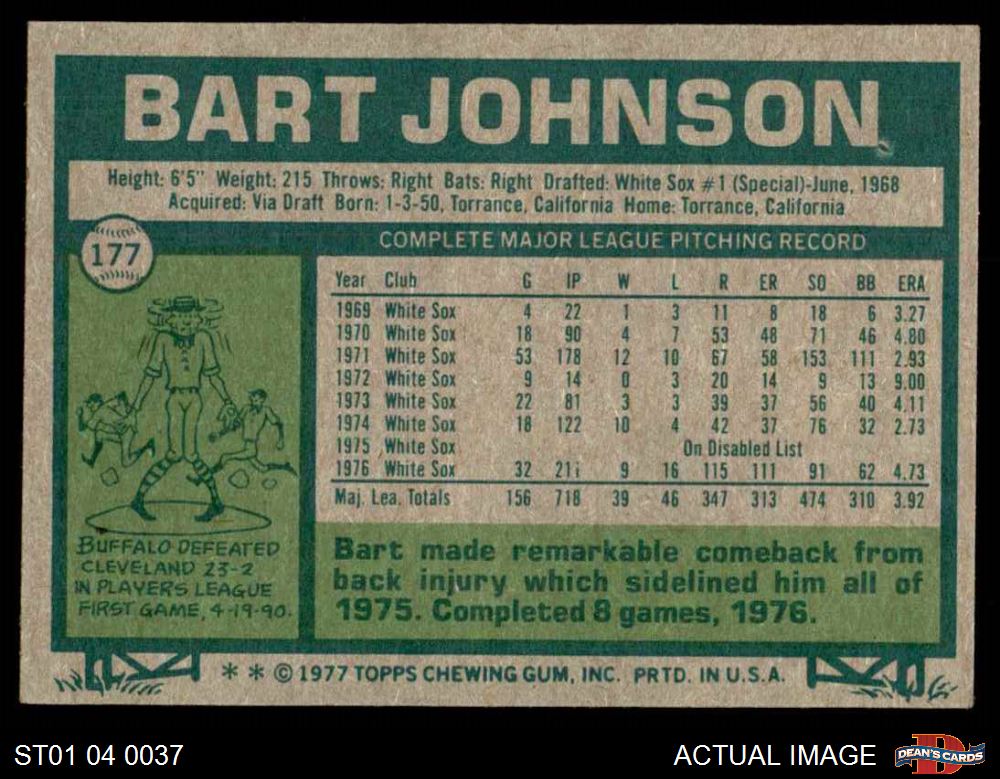 BART JOHNSON
Height: 6'5" Weight: 215 Throws: Right Bats: Right Drafted: White Sox #1 (Special)-June, 1968
Acquired: Via Draft Born: 1-3-50, Torrance, California Home: Torrance, California
177
COMPLETE MAJOR LEAGUE PITCHING RECORD
Year Club G IP W L R ER SO BB ERA
1969 White Sox 4 22 1 3 11 8 18 6 3.27
1970 White Sox 18 90 4 7 53 48 71 46 4.80
1971 White Sox 53 178 12 10 67 58 153 111 2.93
1972 White Sox 9 14 0 3 20 14 9 13 9.00
1973 White Sox 22 81 3 3 39 37 56 40 4.11
1974 White Sox 18 122 10 4 42 37 76 32 2.73
1975 White Sox On Disabled List
1976 White Sox 32 211 9 16 115 111 91 62 4.73
Maj. Lea. Totals 156 718 39 46 347 313 474 310 3.92
BUFFALO DEFEATED
CLEVELAND 23-2
IN PLAYERS LEAGUE
FIRST GAME, 4-19-90.
Bart made remarkable comeback from
back injury which sidelined him all of
1975. Completed 8 games, 1976.
* * © 1977 TOPPS CHEWING GUM, INC. PRTD. IN U.S.A.
ST01 04 0037
ACTUAL IMAGE
D
DEAN'S CARDS